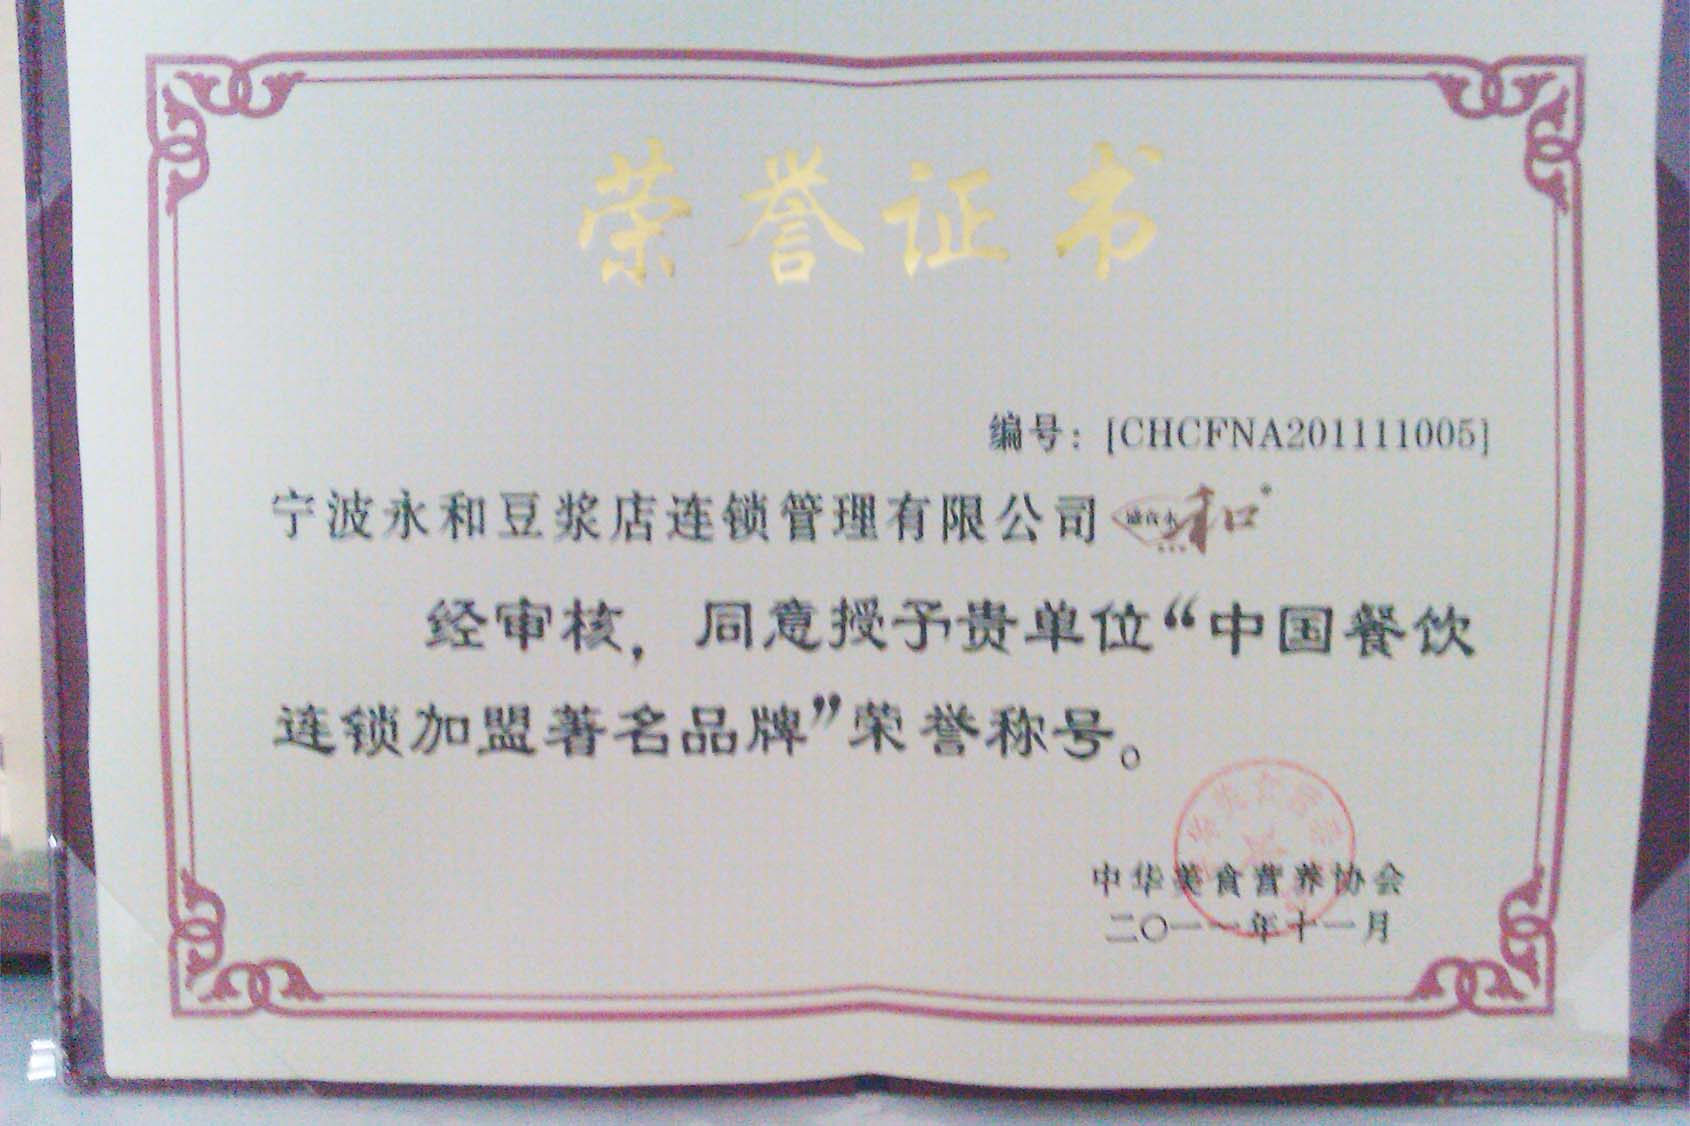 荣誉证书
编号：[CHCFNA201111005]
宁波永和豆浆店连锁管理有限公司 和
经审核，同意授予贵单位“中国餐饮
连锁加盟著名品牌”荣誉称号。
中华美食营养协会
二〇一一年十一月